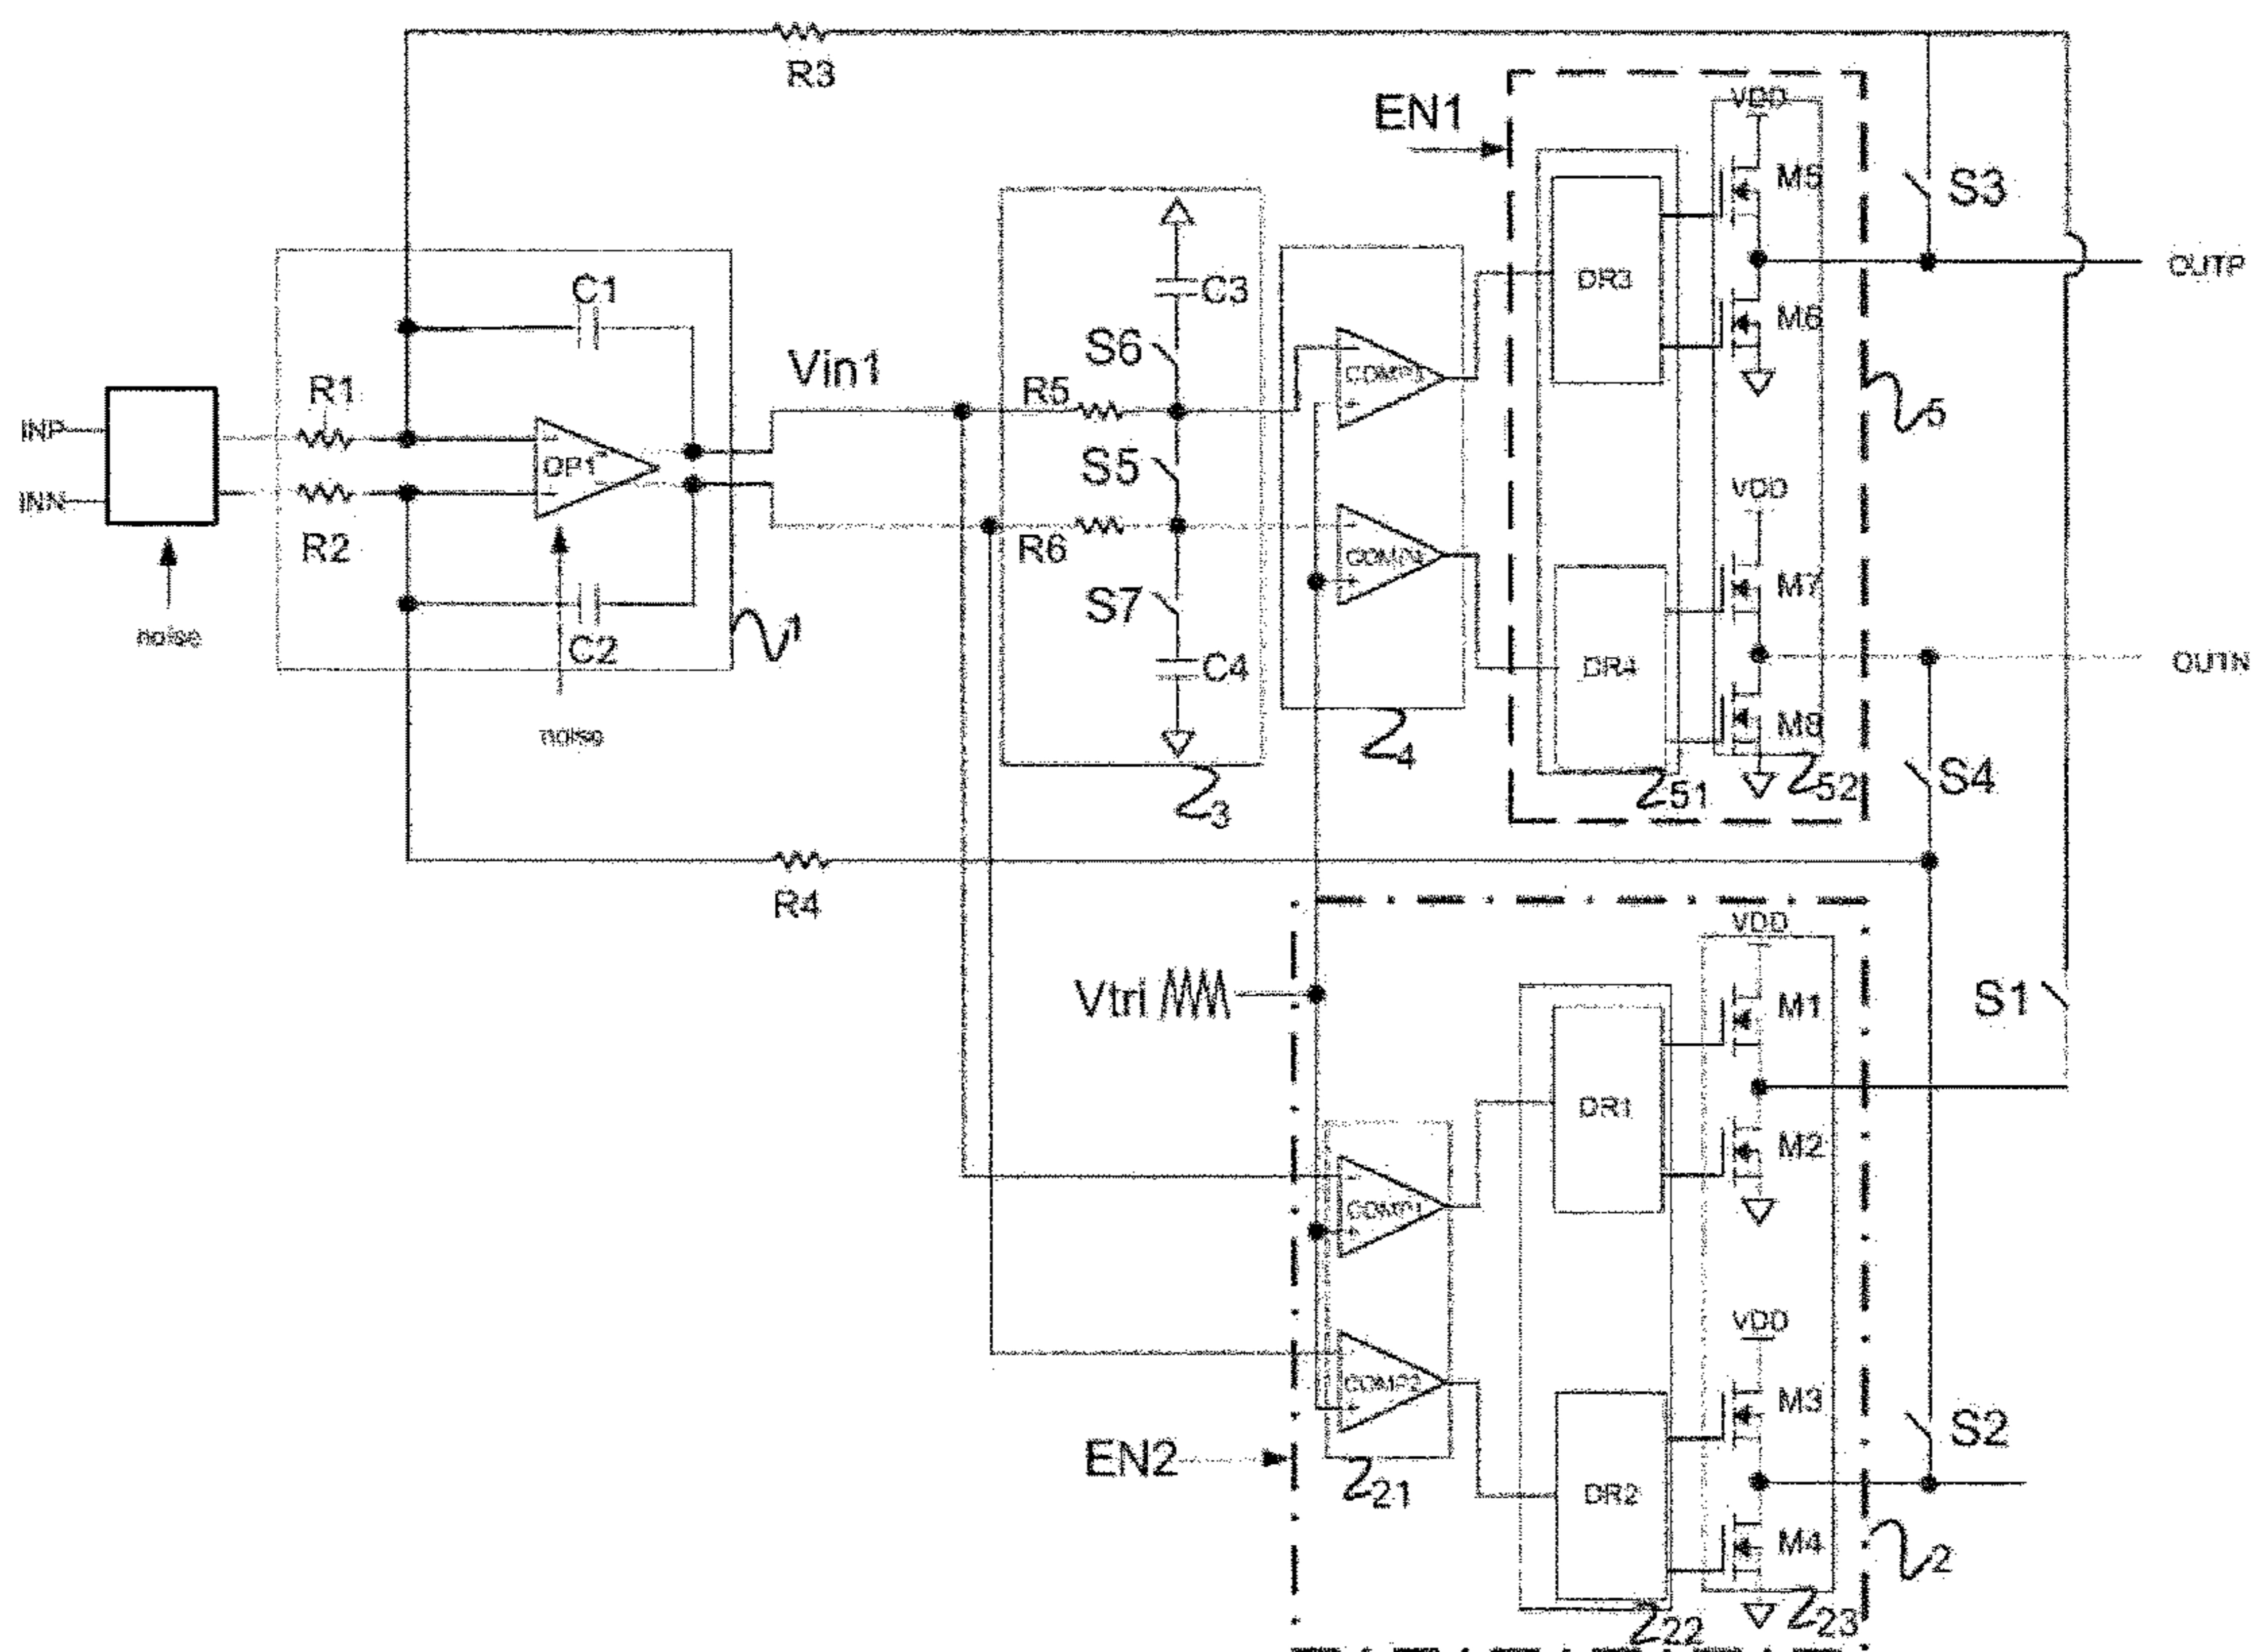 R3
EN1
VDD
M5
S3
OUTP
DR3
M6
C1
C3
S6
Vin1
R1
R5
COMP3
INP
OP1
S5
5
VDD
INN
R2
R6
COMP4
M7
S7
noise
C2
1
C4
DR4
OUTN
M8
noise
4
S4
3
51
52
R4
VDD
Vtri
M1
S1
DR1
M2
COMP1
VDD
COMP2
M3
S2
EN2
21
DR2
M4
2
22
23